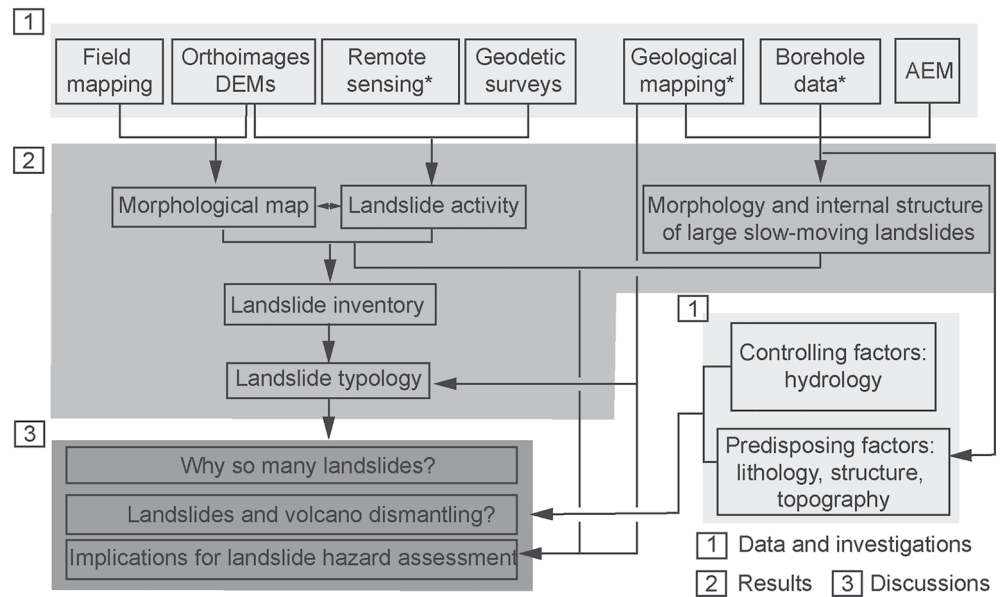 1
Field
mapping
Orthoimages
DEMs
Remote
sensing*
Geodetic
surveys
Geological
mapping*
Borehole
data*
AEM
2
Morphological map
Landslide activity
Morphology and internal structure
of large slow-moving landslides
Landslide inventory
Landslide typology
1
Controlling factors:
hydrology
Predisposing factors:
lithology, structure,
topography
3
Why so many landslides?
Landslides and volcano dismantling?
Implications for landslide hazard assessment
1 Data and investigations
2 Results 3 Discussions